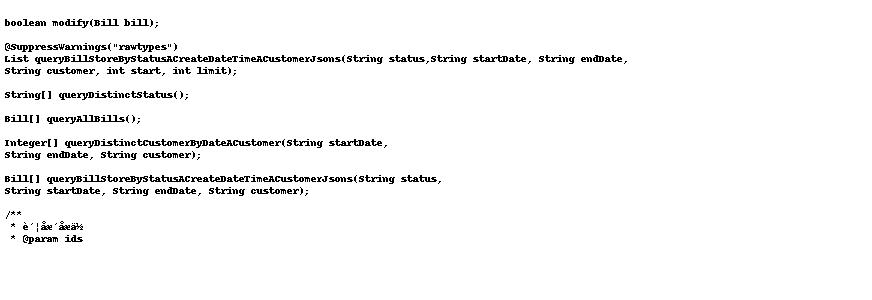 boolean modify(Bill bill);
@SuppressWarnings("rawtypes")
List queryBillStoreByStatusACreateDateTimeACustomerJsons(String status,String startDate, String endDate,
String customer, int start, int limit);
String[] queryDistinctStatus();
Bill[] queryAllBills();
Integer[] queryDistinctCustomerByDateACustomer(String startDate,
String endDate, String customer);
Bill[] queryBillStoreByStatusACreateDateTimeACustomerJsons(String status,
String startDate, String endDate, String customer);
/**
*
* @param ids